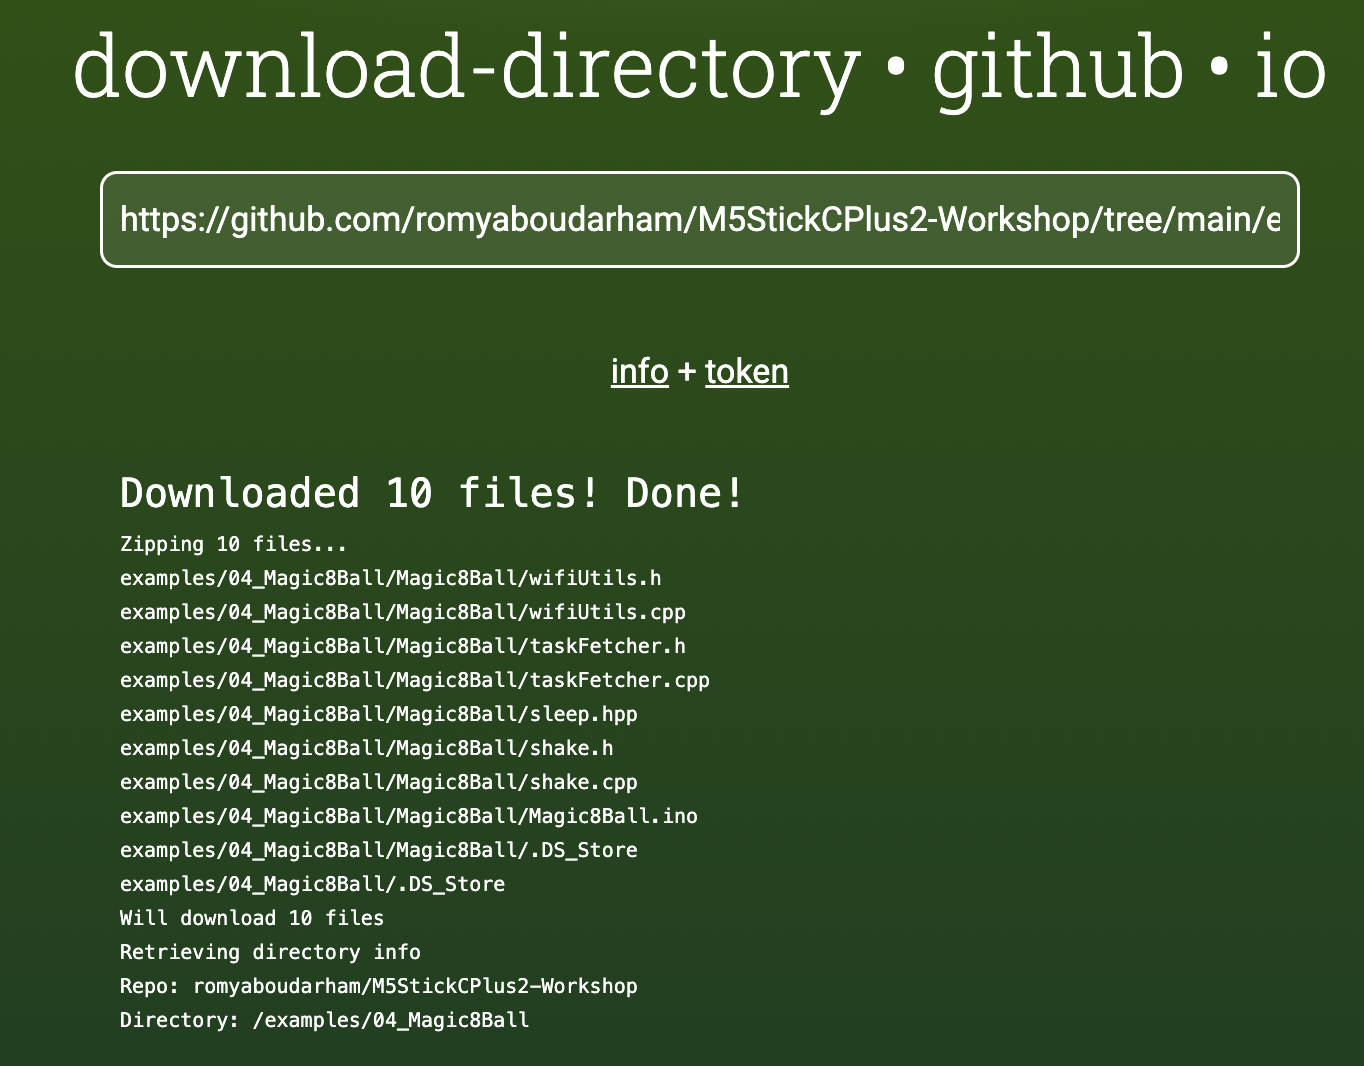 download-directory • github • io
https://github.com/romyaboudarham/M5StickCPlus2-Workshop/tree/main/e
info + token
Downloaded 10 files! Done!
Zipping 10 files...
examples/04_Magic8Ball/Magic8Ball/wifiUtils.h
examples/04_Magic8Ball/Magic8Ball/wifiUtils.cpp
examples/04_Magic8Ball/Magic8Ball/taskFetcher.h
examples/04_Magic8Ball/Magic8Ball/taskFetcher.cpp
examples/04_Magic8Ball/Magic8Ball/sleep.hpp
examples/04_Magic8Ball/Magic8Ball/shake.h
examples/04_Magic8Ball/Magic8Ball/shake.cpp
examples/04_Magic8Ball/Magic8Ball/Magic8Ball.ino
examples/04_Magic8Ball/Magic8Ball/.DS_Store
examples/04_Magic8Ball/.DS_Store
Will download 10 files
Retrieving directory info
Repo: romyaboudarham/M5StickCPlus2-Workshop
Directory: /examples/04_Magic8Ball